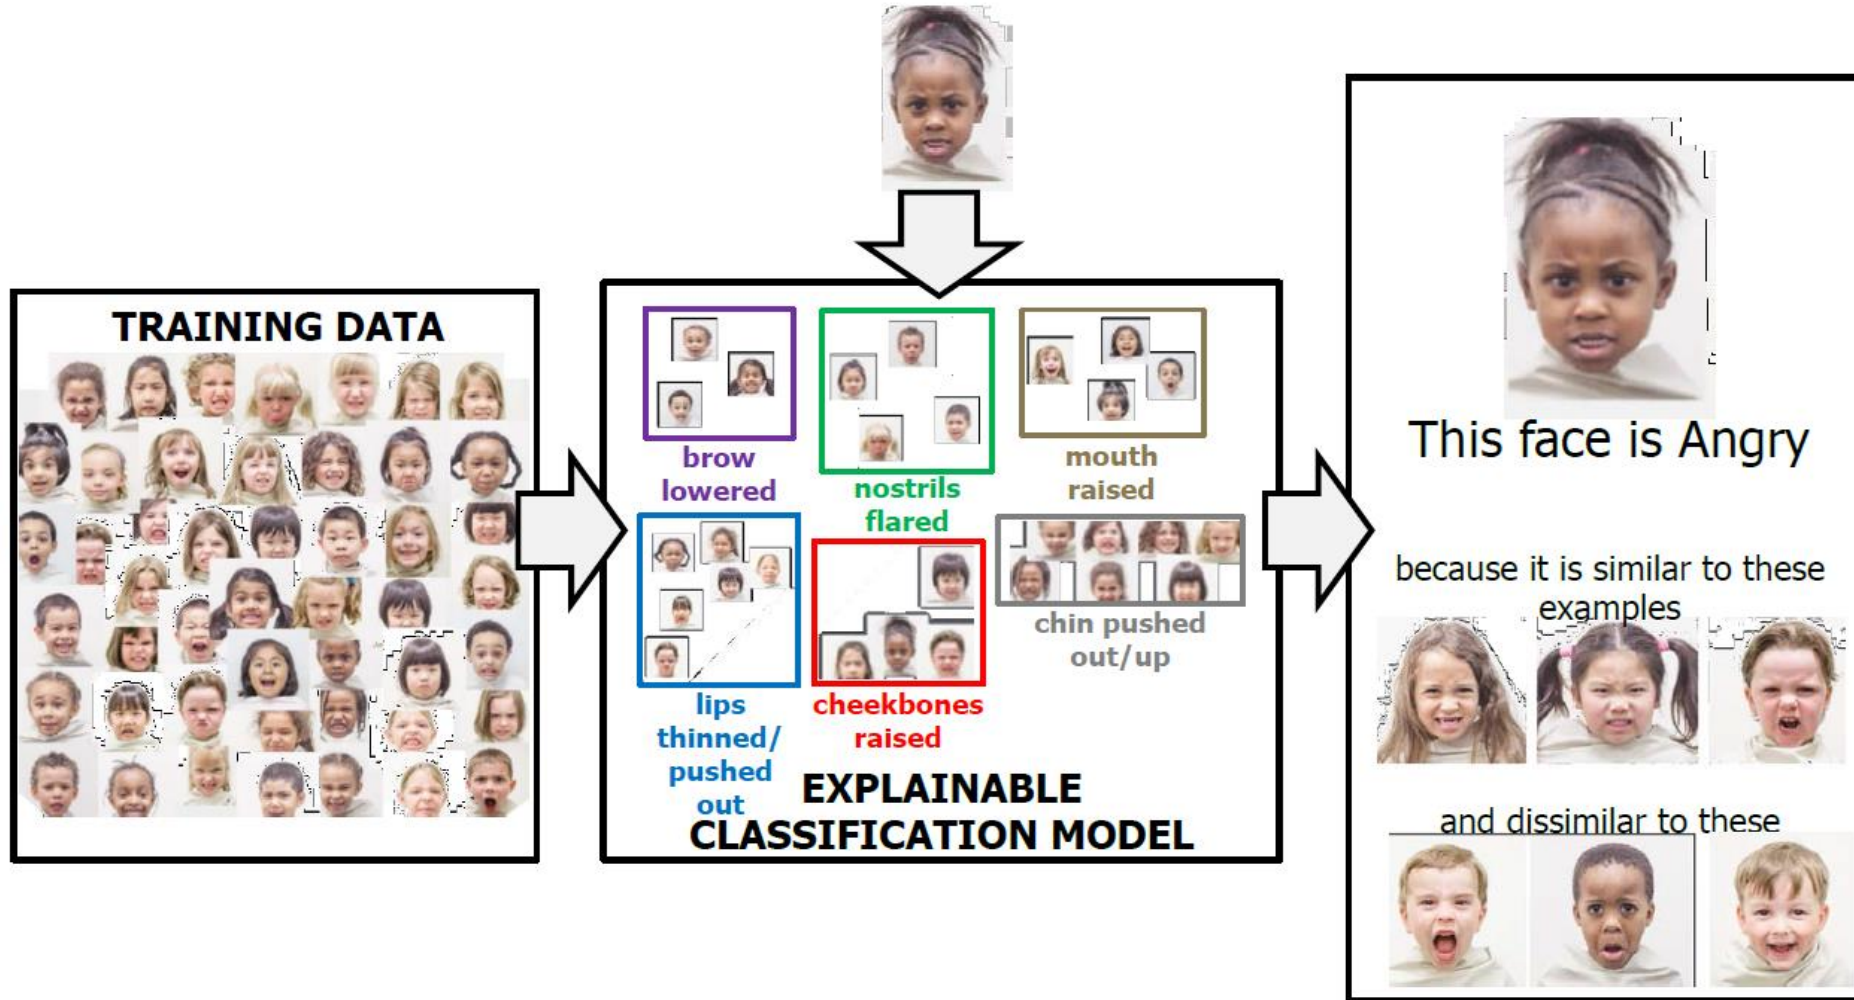 TRAINING DATA
brow
lowered
nostrils
flared
mouth
raised
lips
thinned/
pushed
out
cheekbones
raised
chin pushed
out/up
EXPLAINABLE
CLASSIFICATION MODEL
This face is Angry
because it is similar to these
examples
and dissimilar to these